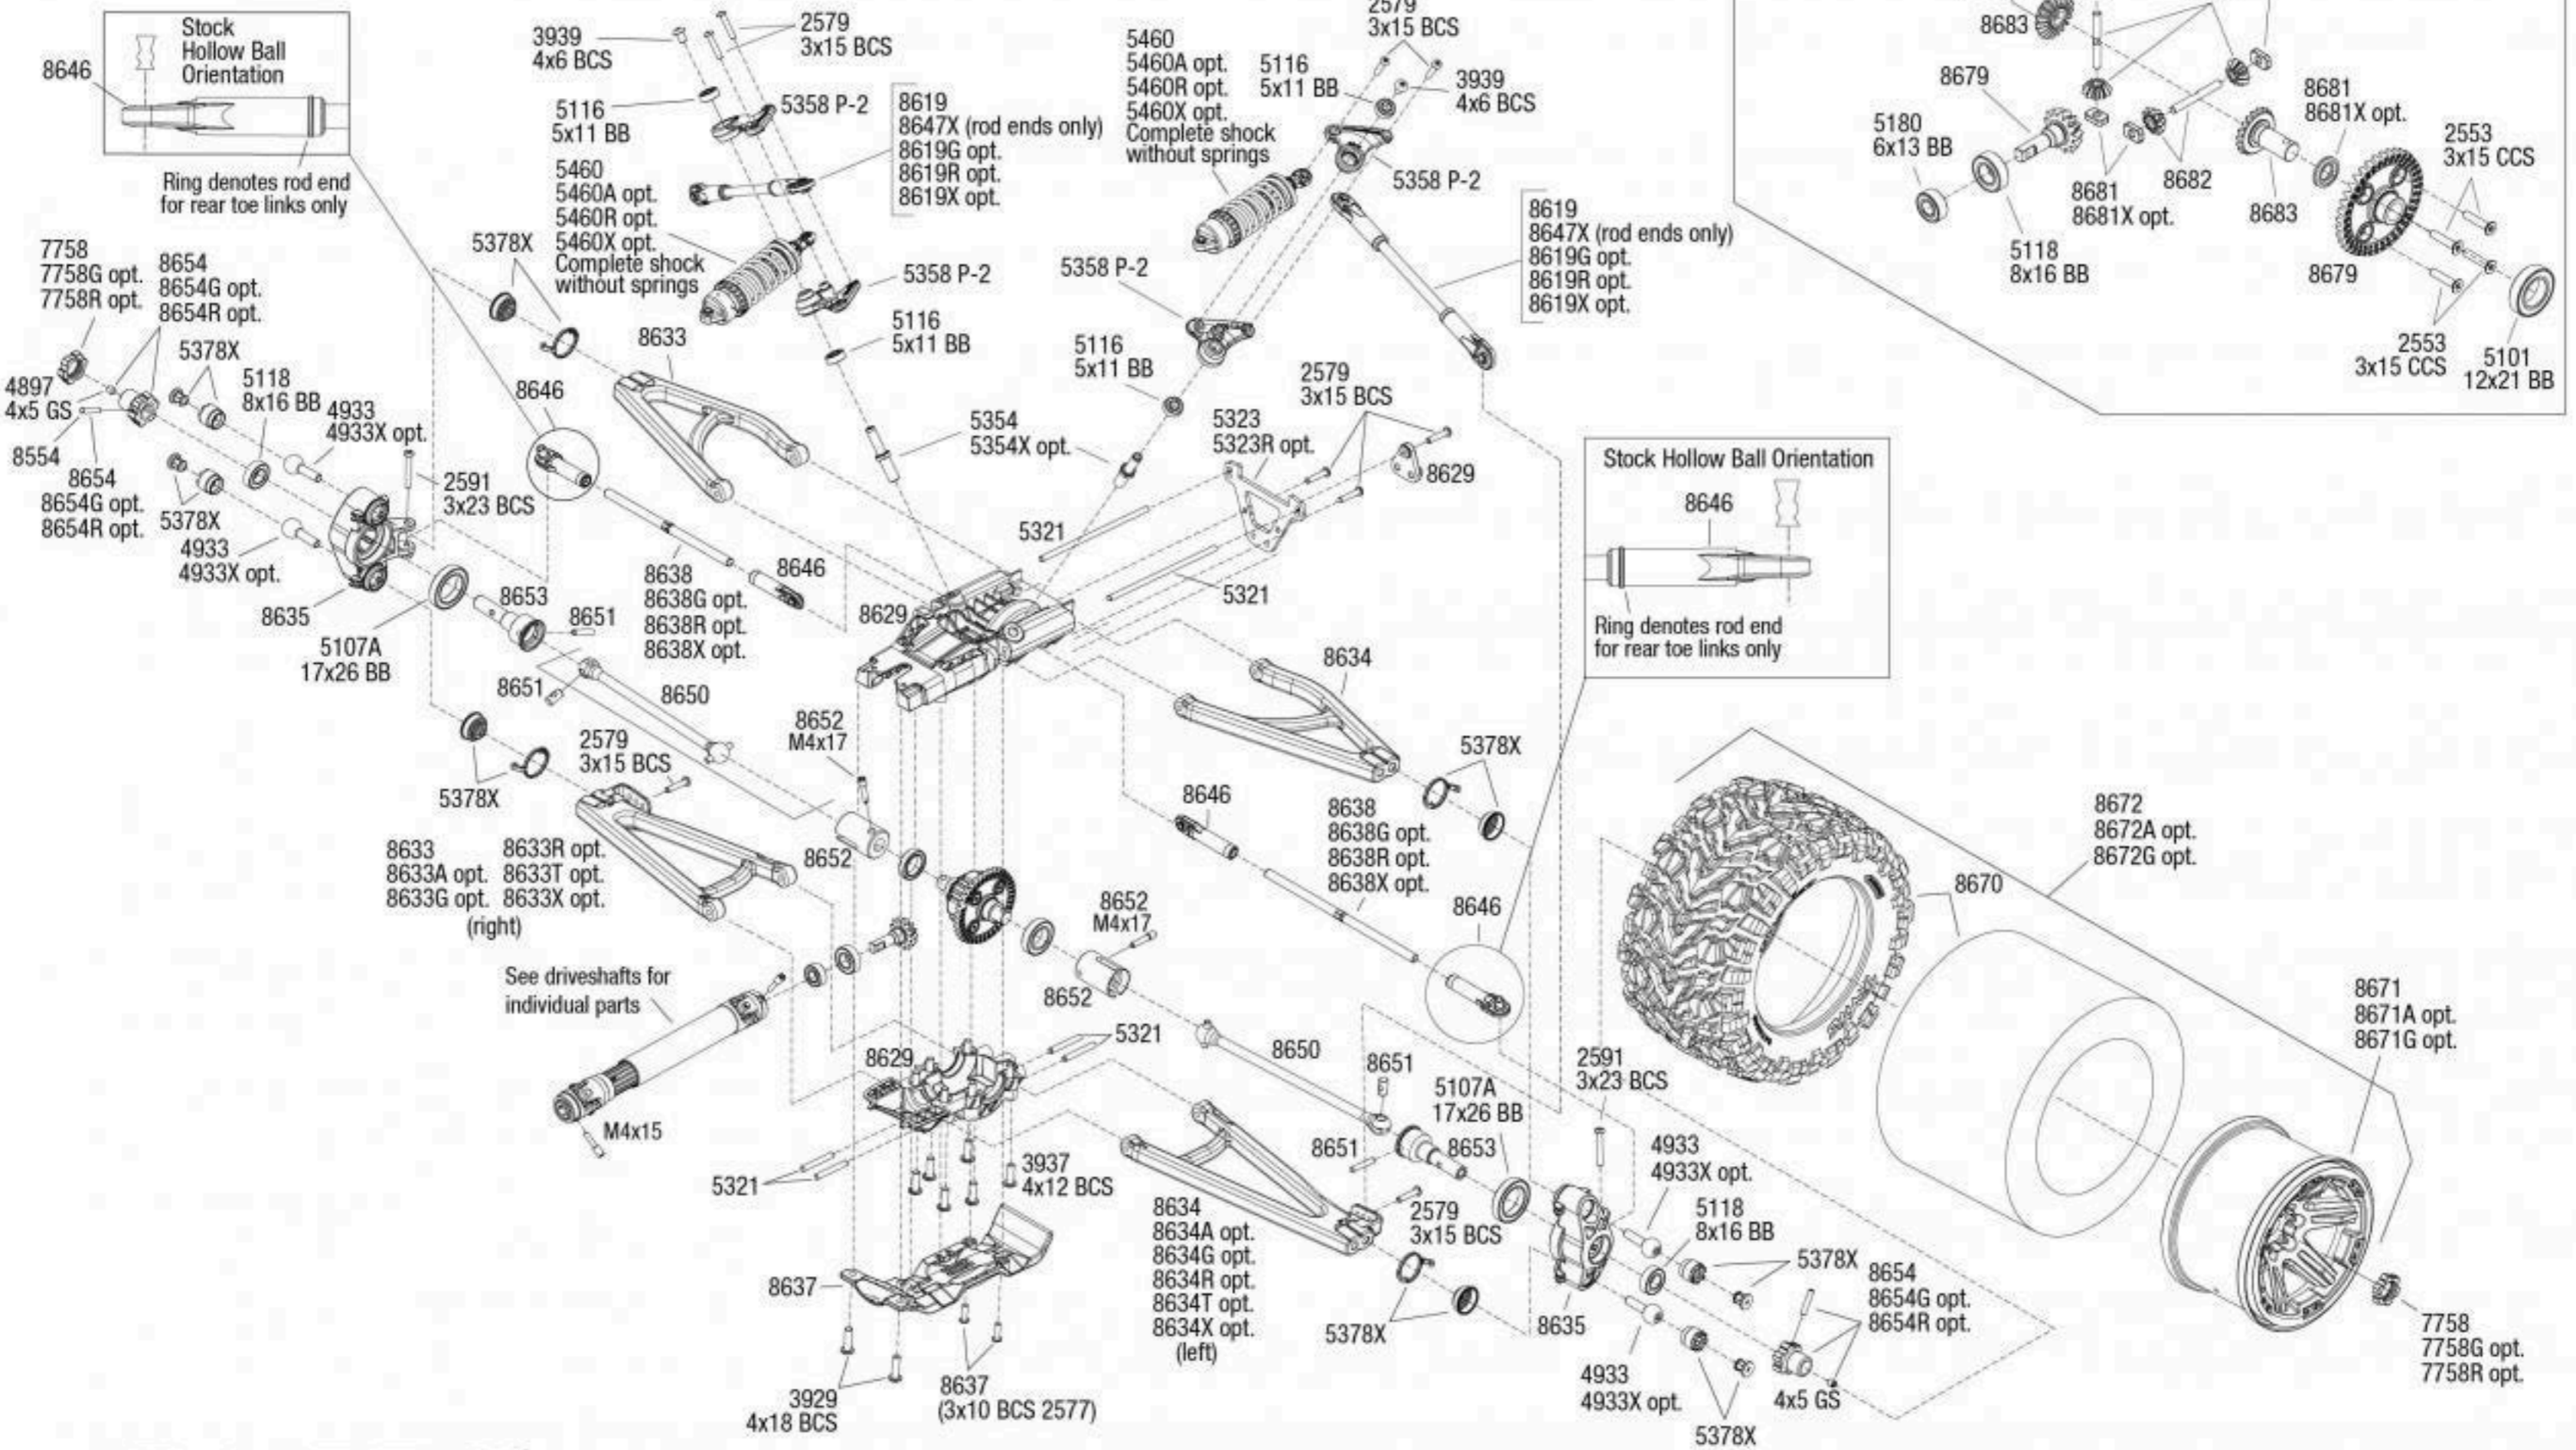 Stock
Hollow Ball
Orientation
8646
Ring denotes rod end
for rear toe links only
3939
4x6 BCS
2579
3x15 BCS
5116
5x11 BB
5358 P-2
8619
8647X (rod ends only)
8619G opt.
8619R opt.
8619X opt.
5460
5460A opt.
5460R opt.
5460X opt.
Complete shock
without springs
5358 P-2
5116
5x11 BB
5460
5460A opt.
5460R opt.
5460X opt.
Complete shock
without springs
5116
5x11 BB
2579
3x15 BCS
3939
4x6 BCS
5358 P-2
5358 P-2
5116
5x11 BB
8619
8647X (rod ends only)
8619G opt.
8619R opt.
8619X opt.
8683
8679
5180
6x13 BB
5118
8x16 BB
8681
8681X opt.
8682
8683
8681
8681X opt.
2553
3x15 CCS
8679
2553
3x15 CCS
5101
12x21 BB
7758
7758G opt.
7758R opt.
8654
8654G opt.
8654R opt.
5378X
5378X
8633
4897
4x5 GS
8554
8654
8654G opt.
8654R opt.
5118
8x16 BB
4933
4933X opt.
5378X
4933
4933X opt.
2591
3x23 BCS
8646
8635
5107A
17x26 BB
8653
8651
8651
8650
8638
8638G opt.
8638R opt.
8638X opt.
8646
5354
5354X opt.
5323
5323R opt.
2579
3x15 BCS
8629
5321
5321
8629
8634
Stock Hollow Ball Orientation
8646
Ring denotes rod end
for rear toe links only
5378X
2579
3x15 BCS
8633
8633A opt.
8633G opt.
8633R opt.
8633T opt.
8633X opt.
(right)
8652
M4x17
8652
8652
M4x17
8652
8646
8638
8638G opt.
8638R opt.
8638X opt.
5378X
8646
8672
8672A opt.
8672G opt.
8670
8671
8671A opt.
8671G opt.
See driveshafts for
individual parts
M4x15
8629
5321
5321
3937
4x12 BCS
8637
3929
4x18 BCS
8637
(3x10 BCS 2577)
8650
8651
8651
8653
5107A
17x26 BB
2591
3x23 BCS
4933
4933X opt.
5118
8x16 BB
5378X
8634
8634A opt.
8634G opt.
8634R opt.
8634T opt.
8634X opt.
(left)
2579
3x15 BCS
5378X
8635
4933
4933X opt.
5378X
8654
8654G opt.
8654R opt.
4x5 GS
7758
7758G opt.
7758R opt.